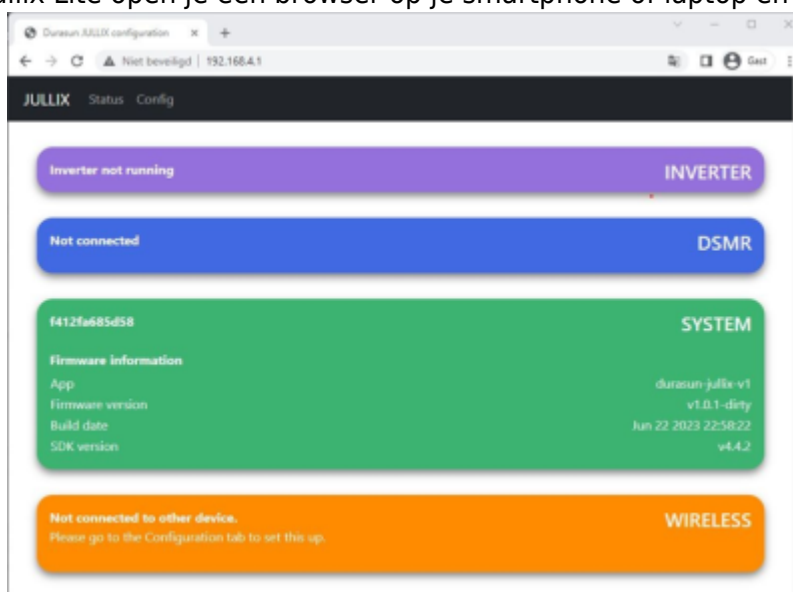 ullix Lite open je een browser op je smartphone of laptop en
Durasun JULLIX configuration
Niet beveiligd | 192.168.4.1 Gast
JULLIX Status Config
Inverter not running INVERTER
Not connected DSMR
f412fa685d58 SYSTEM
Firmware information
App durasun-jullix-v1
Firmware version v1.0.1-dirty
Build date Jun 22 2023 22:58:22
SDK version v4.4.2
Not connected to other device. WIRELESS
Please go to the Configuration tab to set this up.